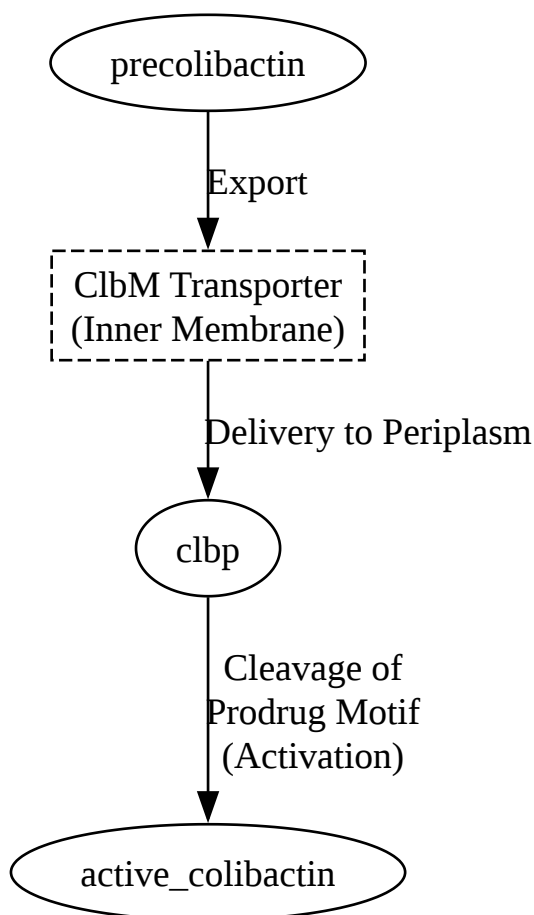 precolibactin
Export
ClbM Transporter
(Inner Membrane)
Delivery to Periplasm
clbp
Cleavage of
Prodrug Motif
(Activation)
active_colibactin